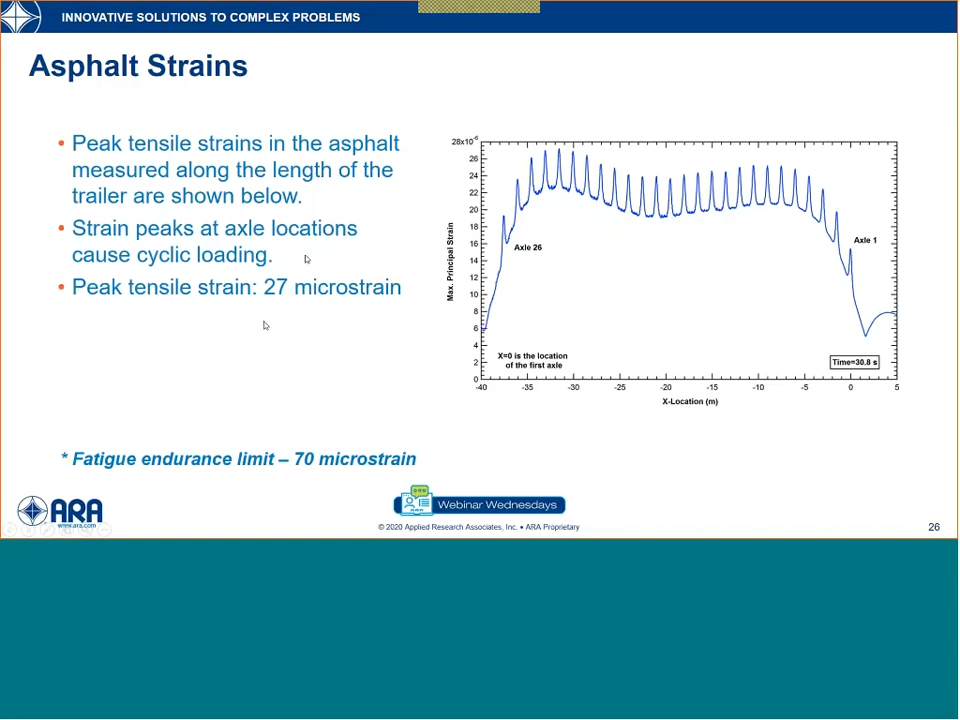 INNOVATIVE SOLUTIONS TO COMPLEX PROBLEMS
Asphalt Strains
• Peak tensile strains in the asphalt
measured along the length of the
trailer are shown below.
• Strain peaks at axle locations
cause cyclic loading.
• Peak tensile strain: 27 microstrain
* Fatigue endurance limit – 70 microstrain
28x10⁻⁶
26
24
22
20
18
16
14
12
10
8
6
4
2
0
Max. Principal Strain
Axle 26
Axle 1
X=0 is the location
of the first axle
Time=30.8 s
-40 -35 -30 -25 -20 -15 -10 -5 0 5
X-Location (m)
ARA
www.ara.com
Webinar Wednesdays
© 2020 Applied Research Associates, Inc. • ARA Proprietary
26